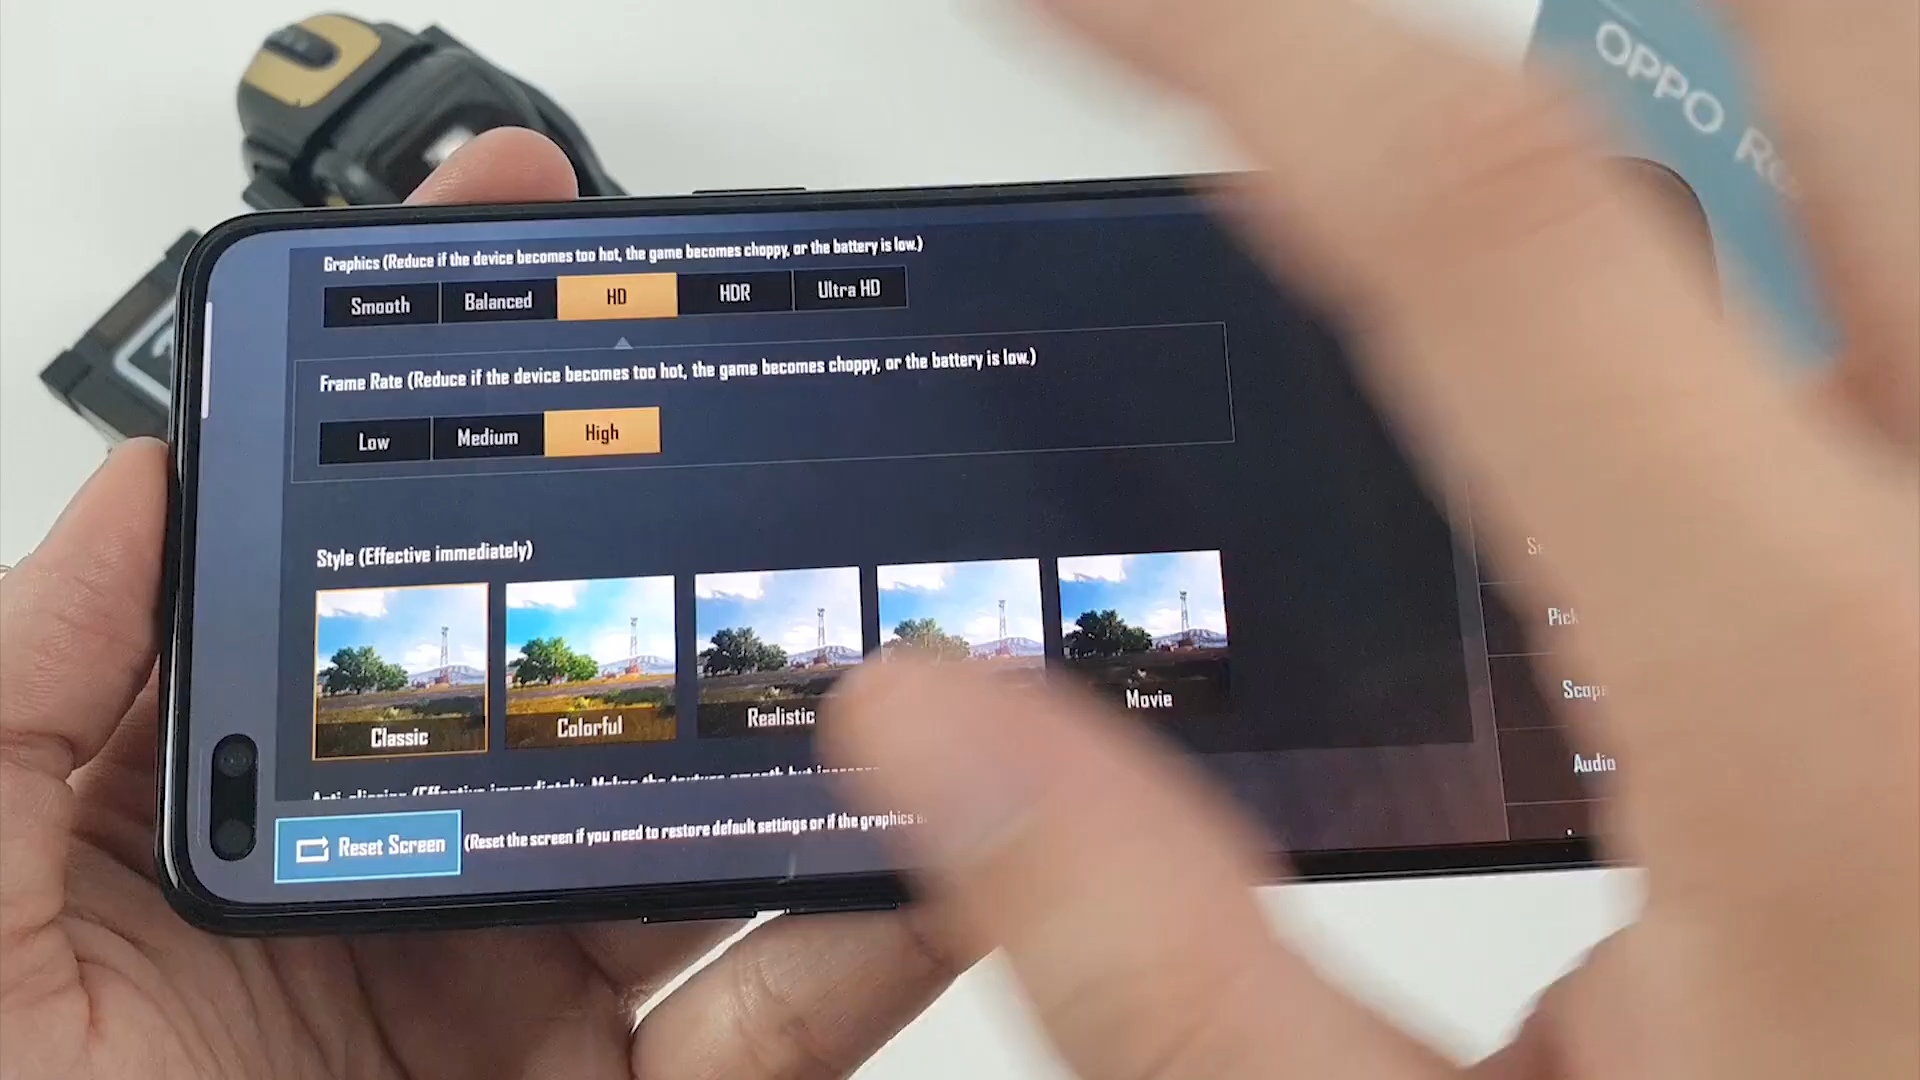 OPPO
Graphics (Reduce if the device becomes too hot, the game becomes choppy, or the battery is low.)
Smooth Balanced HD HDR Ultra HD
Frame Rate (Reduce if the device becomes too hot, the game becomes choppy, or the battery is low.)
Low Medium High
Style (Effective immediately)
Classic Colorful Realistic Movie
Pick
Scope
Audio
Reset Screen (Reset the screen if you need to restore default settings or if the graphics